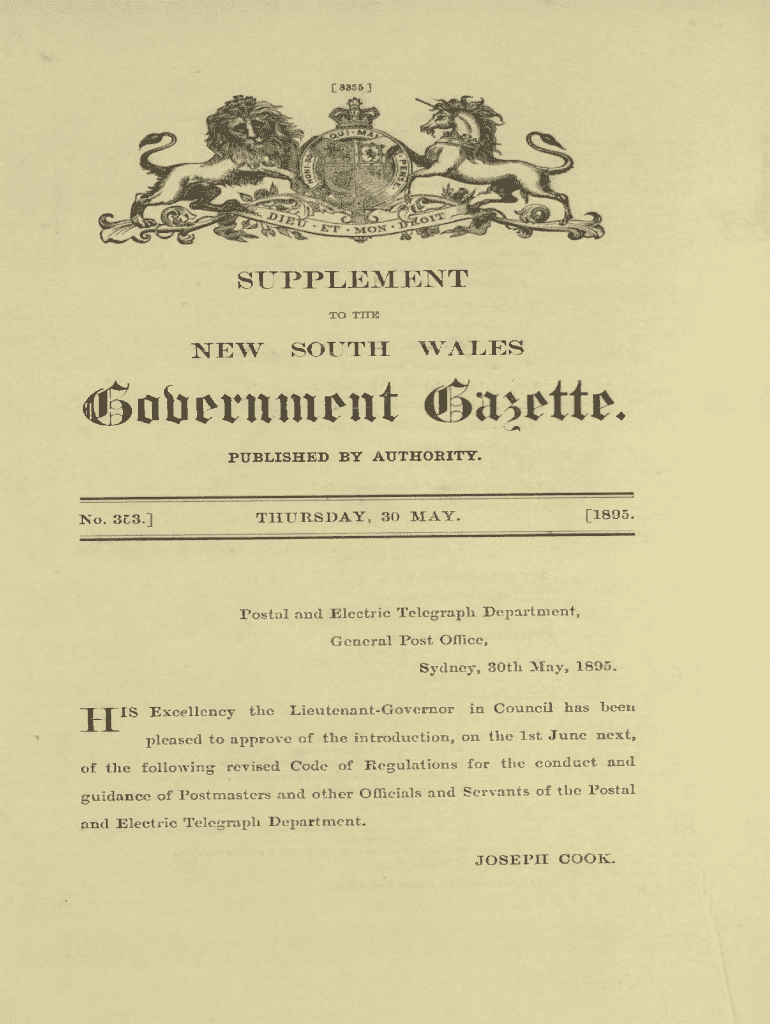 [3355]
QUI · MAL
HONI · SO
PENSE
DIEU · ET · MON · DROIT
SUPPLEMENT
TO THE
NEW SOUTH WALES
Government Gazette.
PUBLISHED BY AUTHORITY.
No. 353.] THURSDAY, 30 MAY. [1895.
Postal and Electric Telegraph Department,
General Post Office,
Sydney, 30th May, 1895.
HIS Excellency the Lieutenant-Governor in Council has been
pleased to approve of the introduction, on the 1st June next,
of the following revised Code of Regulations for the conduct and
guidance of Postmasters and other Officials and Servants of the Postal
and Electric Telegraph Department.
JOSEPH COOK.